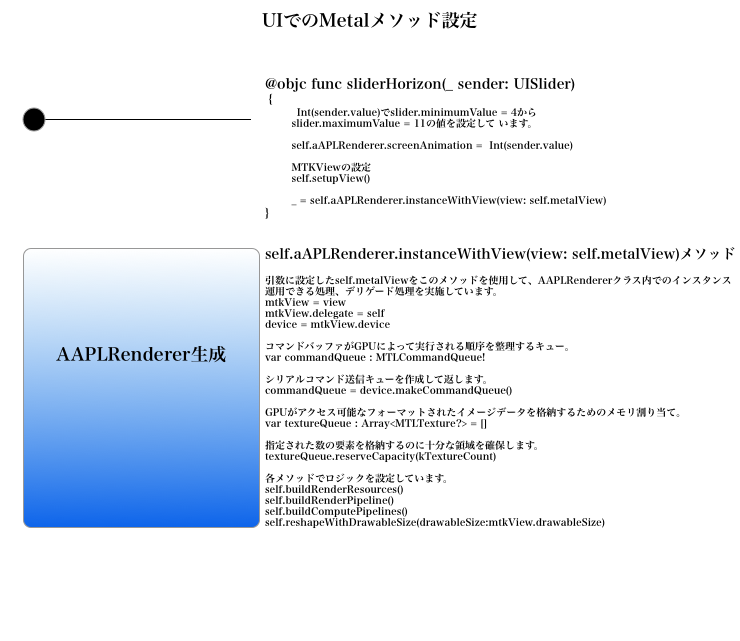 UIでのMetalメソッド設定
@objc func sliderHorizon(_ sender: UISlider)
{
Int(sender.value)でslider.minimumValue = 4から
slider.maximumValue = 11の値を設定して います。
self.aAPLRenderer.screenAnimation = Int(sender.value)
MTKViewの設定
self.setupView()
_ = self.aAPLRenderer.instanceWithView(view: self.metalView)
}
self.aAPLRenderer.instanceWithView(view: self.metalView)メソッド
引数に設定したself.metalViewをこのメソッドを使用して、AAPLRendererクラス内でのインスタンス
運用できる処理、デリゲード処理を実施しています。
mtkView = view
mtkView.delegate = self
device = mtkView.device
AAPLRenderer生成
コマンドバッファがGPUによって実行される順序を整理するキュー。
var commandQueue : MTLCommandQueue!
シリアルコマンド送信キューを作成して返します。
commandQueue = device.makeCommandQueue()
GPUがアクセス可能なフォーマットされたイメージデータを格納するためのメモリ割り当て。
var textureQueue : Array<MTLTexture?> = []
指定された数の要素を格納するのに十分な領域を確保します。
textureQueue.reserveCapacity(kTextureCount)
各メソッドでロジックを設定しています。
self.buildRenderResources()
self.buildRenderPipeline()
self.buildComputePipelines()
self.reshapeWithDrawableSize(drawableSize:mtkView.drawableSize)